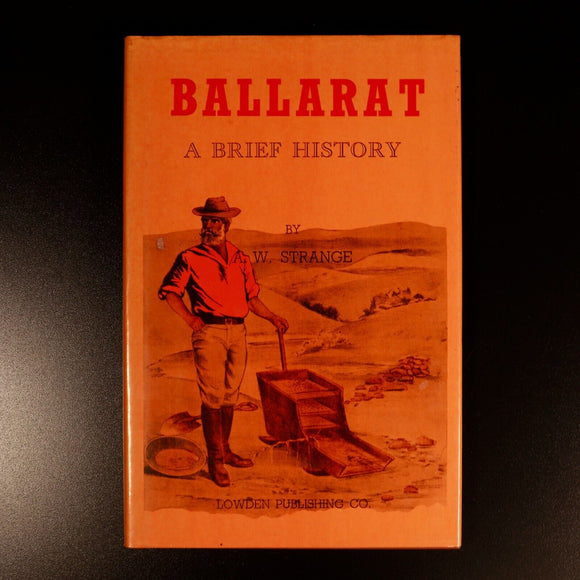 BALLARAT
A BRIEF HISTORY
BY
A. W. STRANGE
LOWDEN PUBLISHING CO.